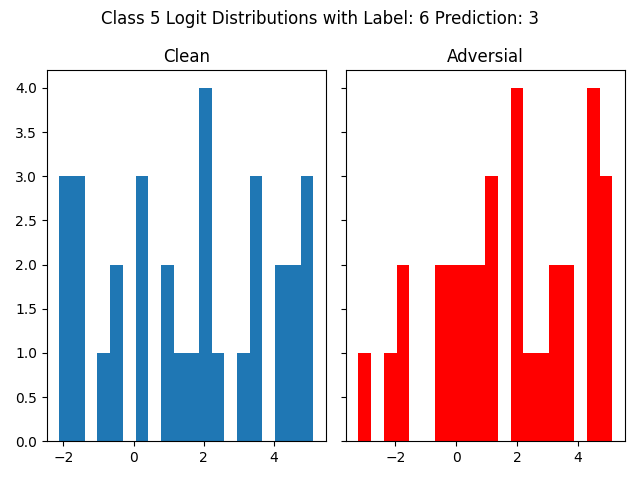 Class 5 Logit Distributions with Label: 6 Prediction: 3
Clean
Adversial
4.0
3.5
3.0
2.5
2.0
1.5
1.0
0.5
0.0
−2 0 2 4
−2 0 2 4